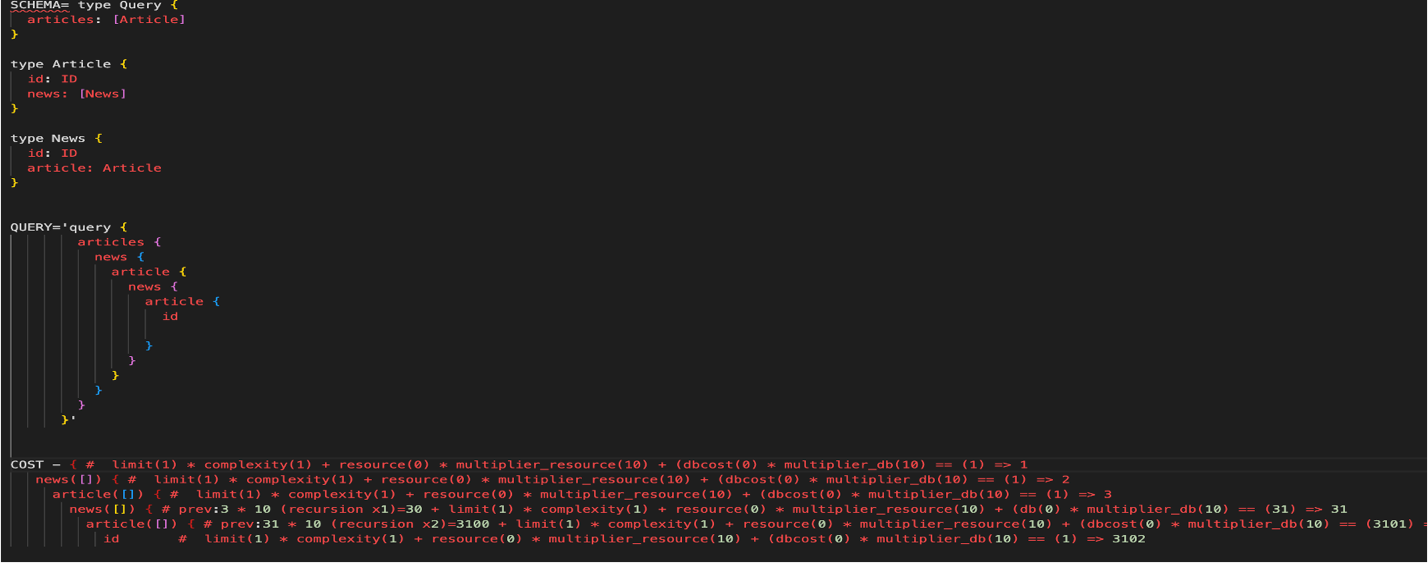 SCHEMA= type Query {
articles: [Article]
}
type Article {
id: ID
news: [News]
}
type News {
id: ID
article: Article
}
QUERY='query {
articles {
news {
article {
news {
article {
id
}
}
}
}
}
}'
COST – { #  limit(1) * complexity(1) + resource(0) * multiplier_resource(10) + (dbcost(0) * multiplier_db(10) == (1) => 1
news([]) { #  limit(1) * complexity(1) + resource(0) * multiplier_resource(10) + (dbcost(0) * multiplier_db(10) == (1) => 2
article([]) { #  limit(1) * complexity(1) + resource(0) * multiplier_resource(10) + (dbcost(0) * multiplier_db(10) == (1) => 3
news([]) { # prev:3 * 10 (recursion x1)=30 + limit(1) * complexity(1) + resource(0) * multiplier_resource(10) + (db(0) * multiplier_db(10) == (31) => 31
article([]) { # prev:31 * 10 (recursion x2)=3100 + limit(1) * complexity(1) + resource(0) * multiplier_resource(10) + (dbcost(0) * multiplier_db(10) == (3101) =
id #  limit(1) * complexity(1) + resource(0) * multiplier_resource(10) + (dbcost(0) * multiplier_db(10) == (1) => 3102